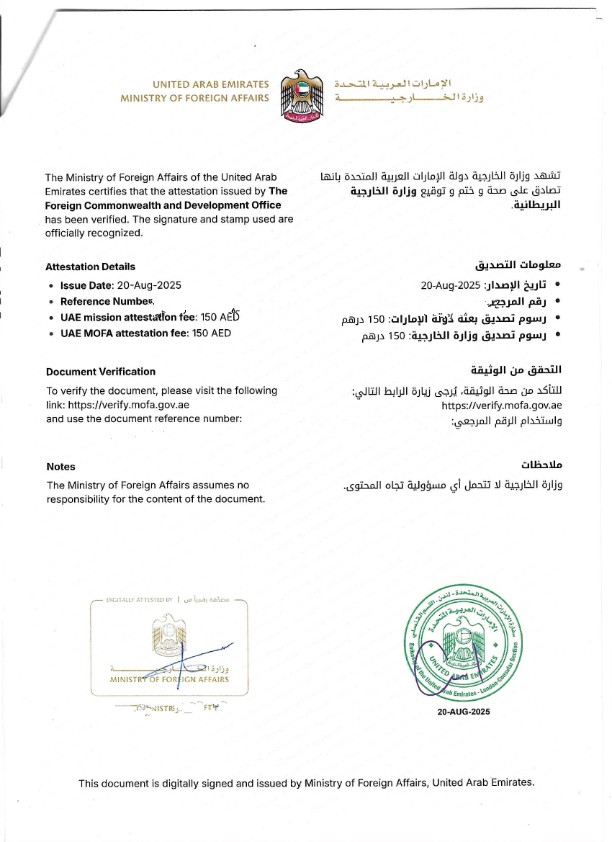 UNITED ARAB EMIRATES
MINISTRY OF FOREIGN AFFAIRS
الإمارات العربية المتحدة
وزارة الخارجية
The Ministry of Foreign Affairs of the United Arab
Emirates certifies that the attestation issued by The
Foreign Commonwealth and Development Office
has been verified. The signature and stamp used are
officially recognized.
تشهد وزارة الخارجية دولة الإمارات العربية المتحدة بانها
تصادق على صحة و ختم و توقيع وزارة الخارجية
البريطانية.
Attestation Details
• Issue Date: 20-Aug-2025
• Reference Number
• UAE mission attestation fee: 150 AED
• UAE MOFA attestation fee: 150 AED
معلومات التصديق
• تاريخ الإصدار: 20-Aug-2025
• رقم المرجع
• رسوم تصديق بعثة دولة الإمارات: 150 درهم
• رسوم تصديق وزارة الخارجية: 150 درهم
Document Verification
To verify the document, please visit the following
link: https://verify.mofa.gov.ae
and use the document reference number:
التحقق من الوثيقة
للتأكد من صحة الوثيقة، يُرجى زيارة الرابط التالي:
https://verify.mofa.gov.ae
واستخدام الرقم المرجعي:
Notes
The Ministry of Foreign Affairs assumes no
responsibility for the content of the document.
ملاحظات
وزارة الخارجية لا تتحمل أي مسؤولية تجاه المحتوى.
DIGITALLY ATTESTED BY | مصدّقة رقمياً من
وزارة الخارجية
MINISTRY OF FOREIGN AFFAIRS
سفارة الإمارات العربية المتحدة - لندن - القسم القنصلي
الإمارات العربية المتحدة
UNITED ARAB EMIRATES
Embassy of the United Arab Emirates - London-Consular Section
20-AUG-2025
This document is digitally signed and issued by Ministry of Foreign Affairs, United Arab Emirates.